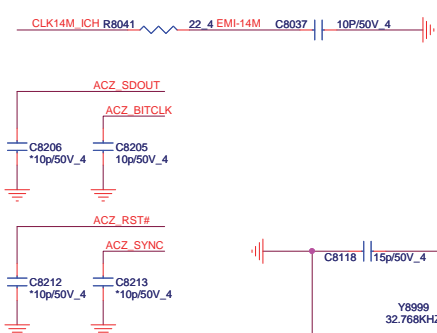 CLK14M_ICH R8041 22_4 EMI-14M C8037 10P/50V_4
ACZ_SDOUT
ACZ_BITCLK
C8206 C8205
*10p/50V_4 10p/50V_4
ACZ_RST#
ACZ_SYNC
C8118 15p/50V_4
C8212 C8213
*10p/50V_4 *10p/50V_4
Y8999
32.768KHZ